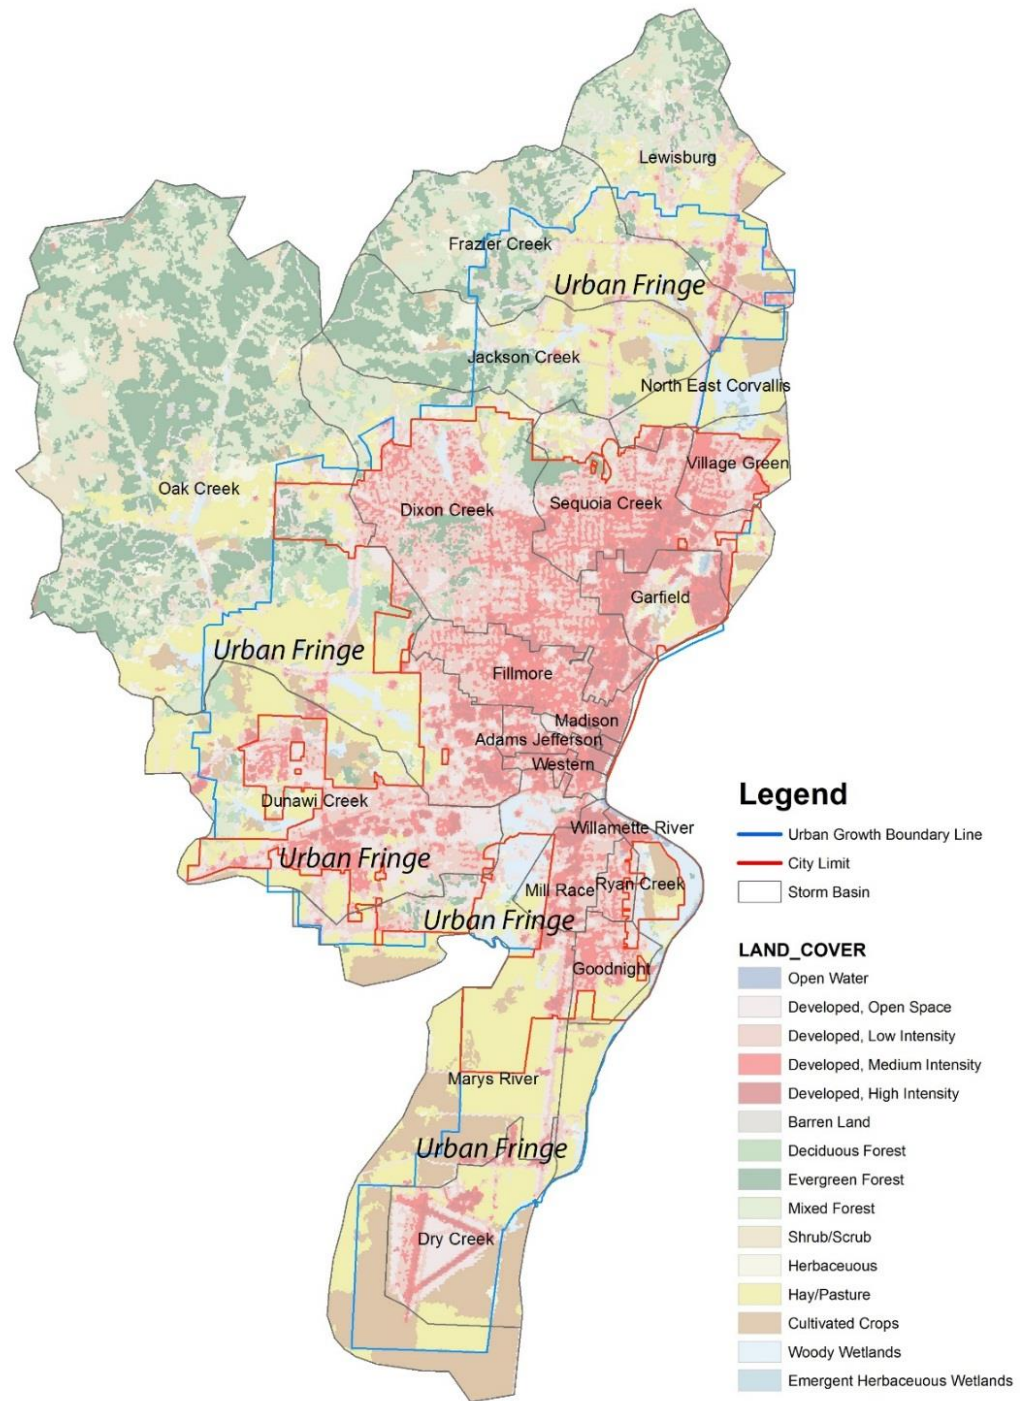 Lewisburg
Frazier Creek
Urban Fringe
Jackson Creek
North East Corvallis
Village Green
Oak Creek
Dixon Creek
Sequoia Creek
Garfield
Urban Fringe
Fillmore
Madison
Adams Jefferson
Western
Dunawi Creek
Willamette River
Urban Fringe
Mill Race
Ryan Creek
Urban Fringe
Goodnight
Marys River
Urban Fringe
Dry Creek
Legend
Urban Growth Boundary Line
City Limit
Storm Basin
LAND_COVER
Open Water
Developed, Open Space
Developed, Low Intensity
Developed, Medium Intensity
Developed, High Intensity
Barren Land
Deciduous Forest
Evergreen Forest
Mixed Forest
Shrub/Scrub
Herbaceuous
Hay/Pasture
Cultivated Crops
Woody Wetlands
Emergent Herbaceuous Wetlands